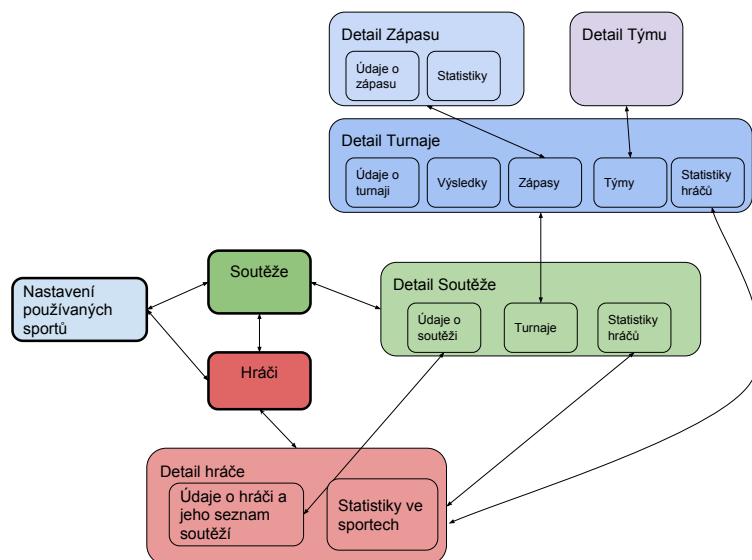 Detail Zápasu
Údaje o
zápasu
Statistiky
Detail Týmu
Detail Turnaje
Údaje o
turnaji
Výsledky
Zápasy
Týmy
Statistiky
hráčů
Nastavení
používaných
sportů
Soutěže
Hráči
Detail Soutěže
Údaje o
soutěži
Turnaje
Statistiky
hráčů
Detail hráče
Údaje o hráči a
jeho seznam
soutěží
Statistiky ve
sportech